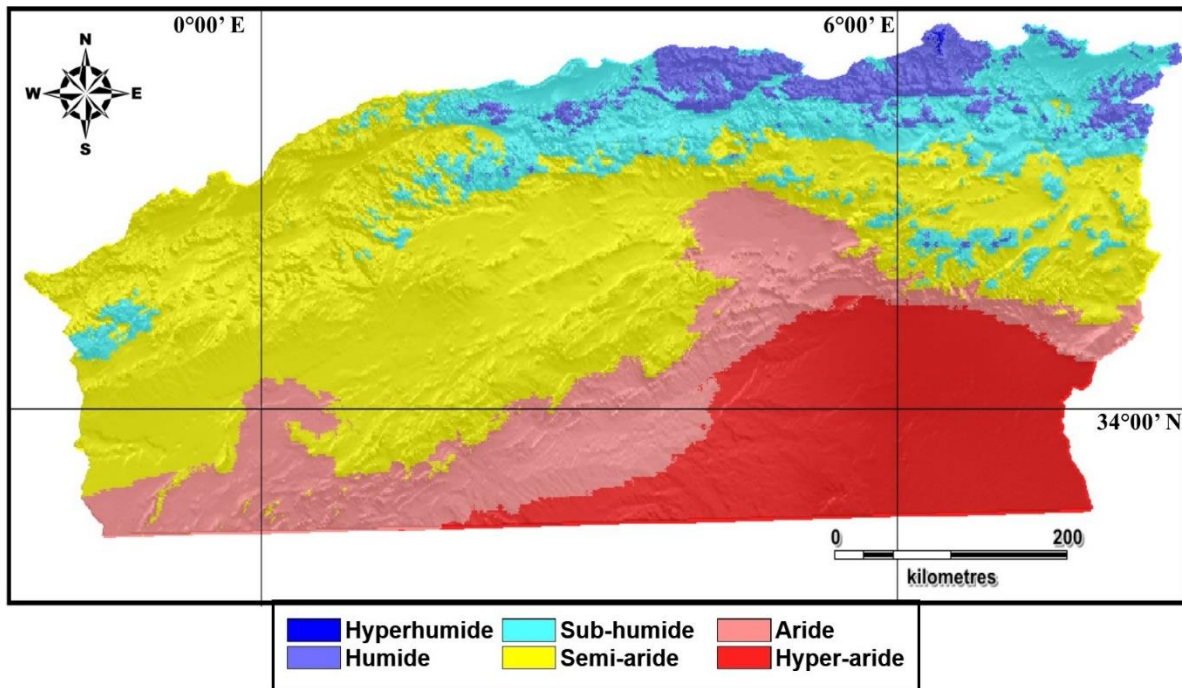 0°00’ E
6°00’ E
N
W E
S
34°00’ N
0 200
kilometres
Hyperhumide Sub-humide Aride
Humide Semi-aride Hyper-aride